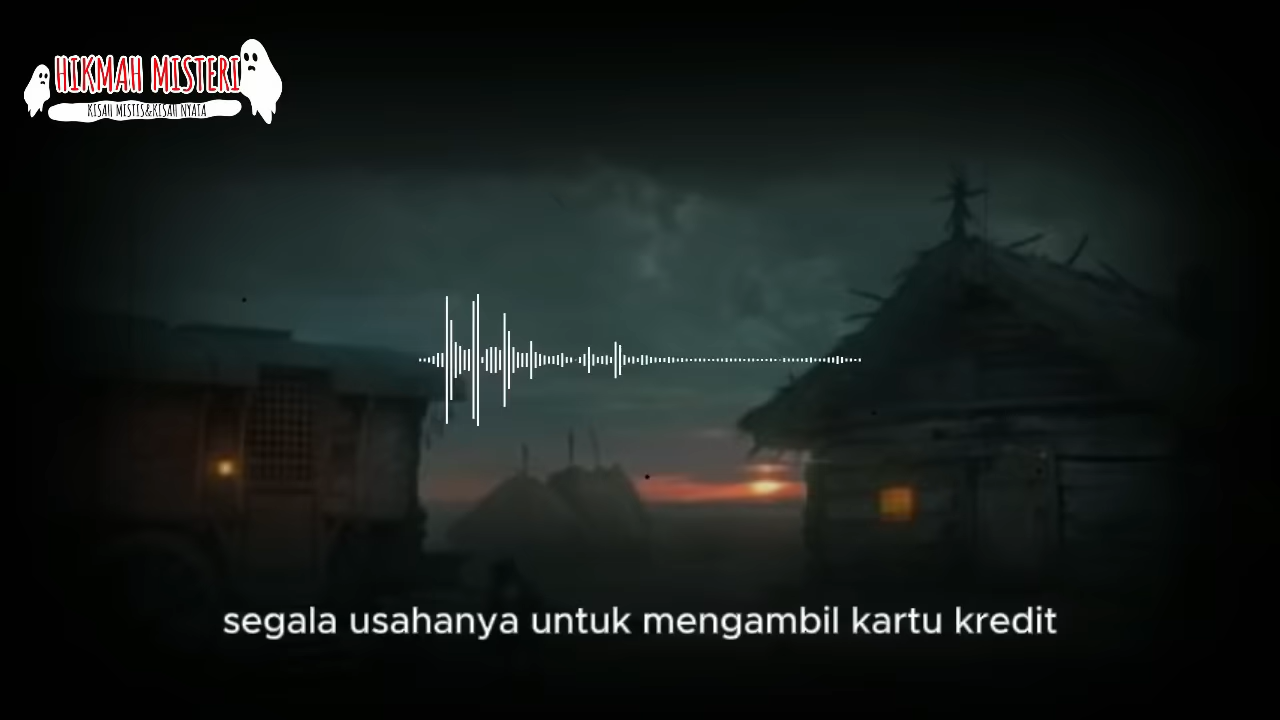 HIKMAH MISTERI
KISAH MISTIS&KISAH NYATA
segala usahanya untuk mengambil kartu kredit